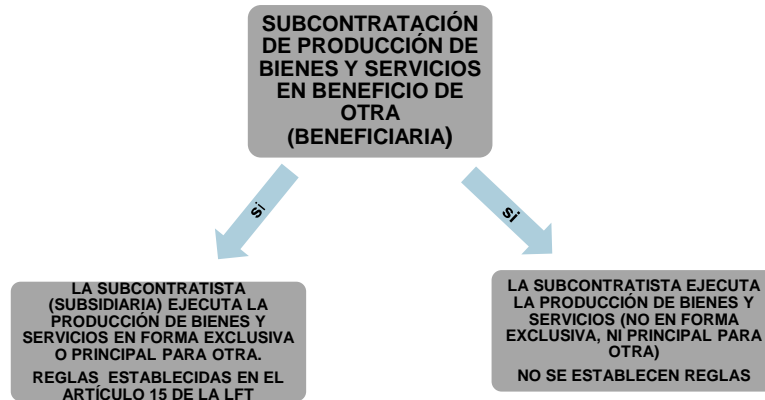 SUBCONTRATACIÓN
DE PRODUCCIÓN DE
BIENES Y SERVICIOS
EN BENEFICIO DE
OTRA
(BENEFICIARIA)
si
si
LA SUBCONTRATISTA
(SUBSIDIARIA) EJECUTA LA
PRODUCCIÓN DE BIENES Y
SERVICIOS EN FORMA EXCLUSIVA
O PRINCIPAL PARA OTRA.
REGLAS ESTABLECIDAS EN EL
ARTÍCULO 15 DE LA LFT
LA SUBCONTRATISTA EJECUTA
LA PRODUCCIÓN DE BIENES Y
SERVICIOS (NO EN FORMA
EXCLUSIVA, NI PRINCIPAL PARA
OTRA)
NO SE ESTABLECEN REGLAS